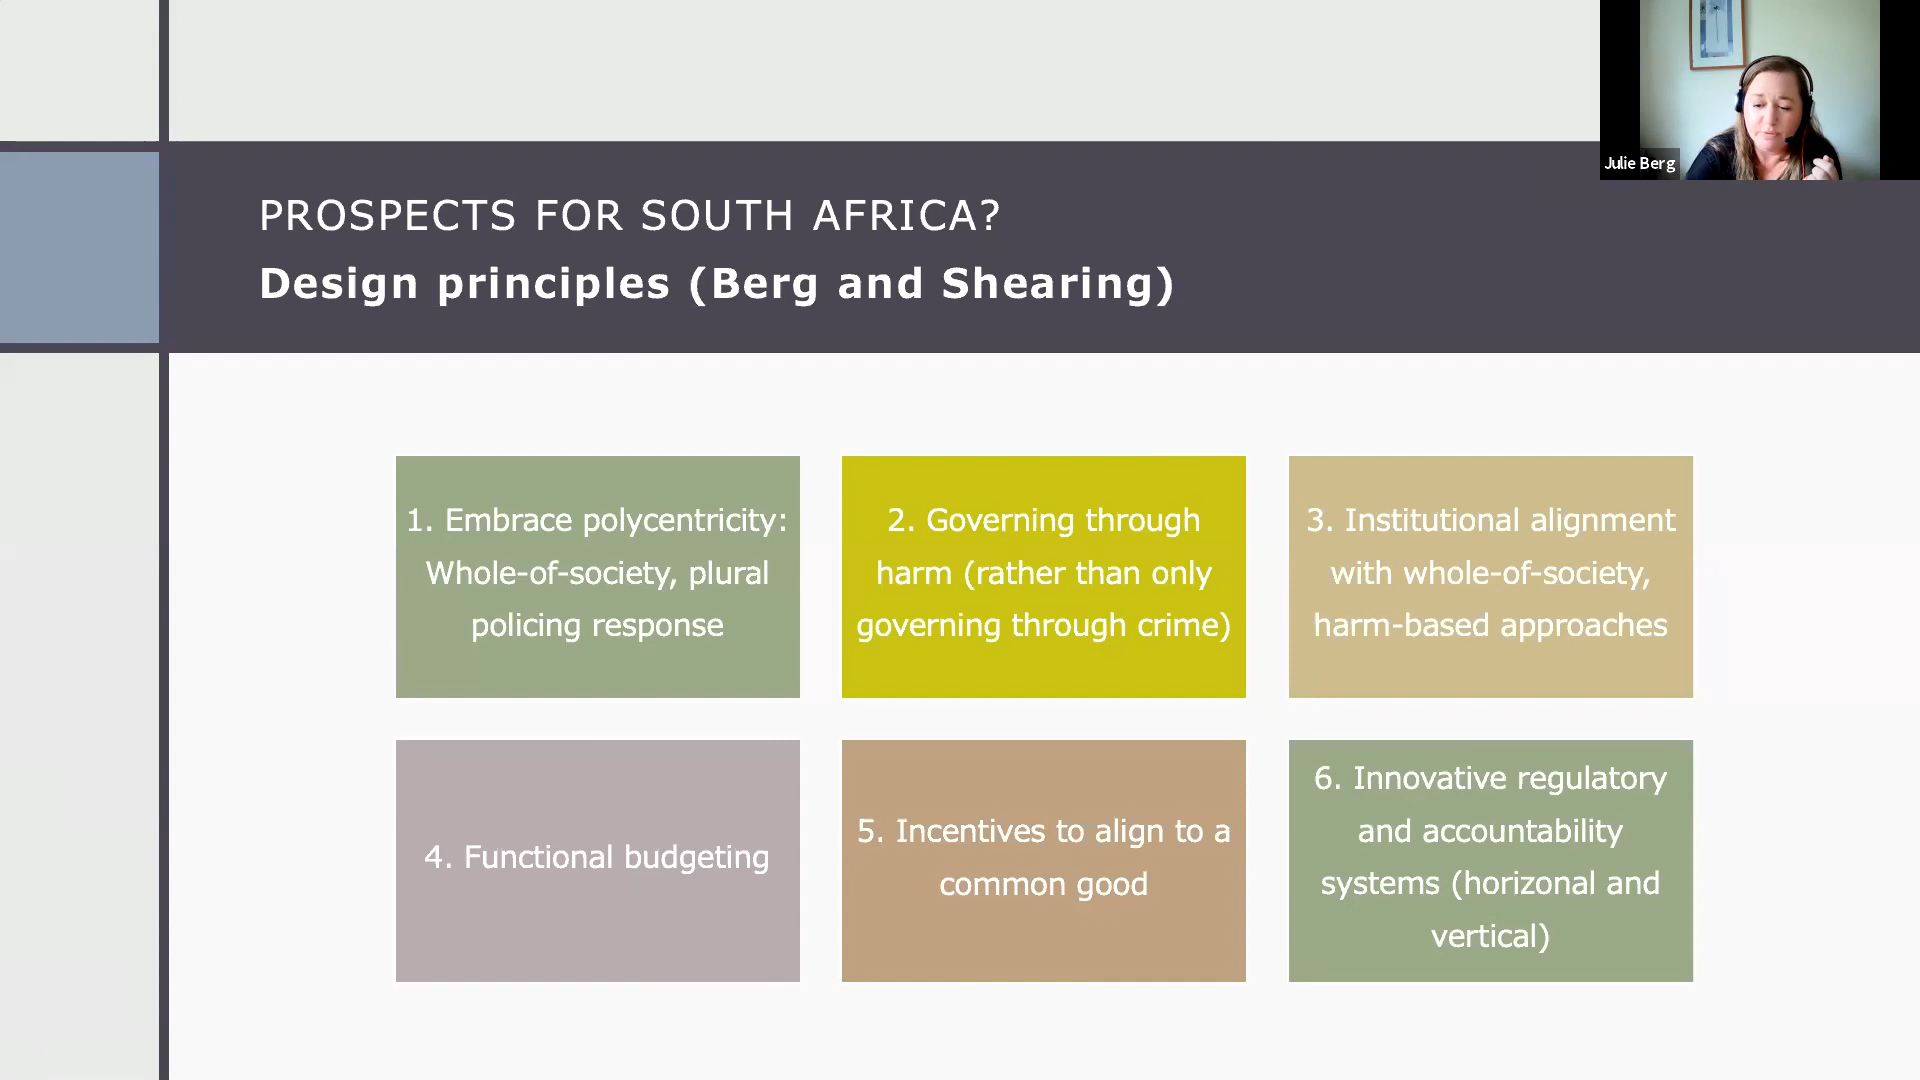 Julie Berg
PROSPECTS FOR SOUTH AFRICA?
Design principles (Berg and Shearing)
1. Embrace polycentricity:
Whole-of-society, plural
policing response
2. Governing through
harm (rather than only
governing through crime)
3. Institutional alignment
with whole-of-society,
harm-based approaches
4. Functional budgeting
5. Incentives to align to a
common good
6. Innovative regulatory
and accountability
systems (horizonal and
vertical)